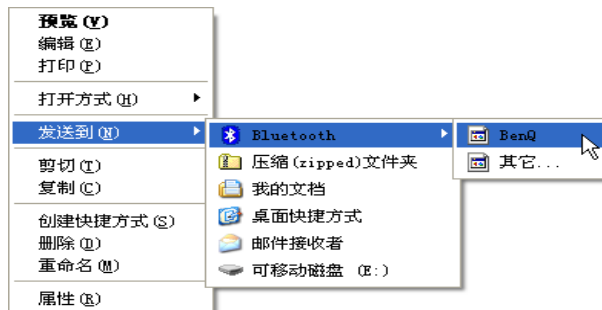 预览(V)
编辑(E)
打印(P)
打开方式(H)
发送到(N)
剪切(T)
复制(C)
创建快捷方式(S)
删除(D)
重命名(M)
属性(R)
Bluetooth
压缩(zipped)文件夹
我的文档
桌面快捷方式
邮件接收者
可移动磁盘 (E:)
BenQ
其它...